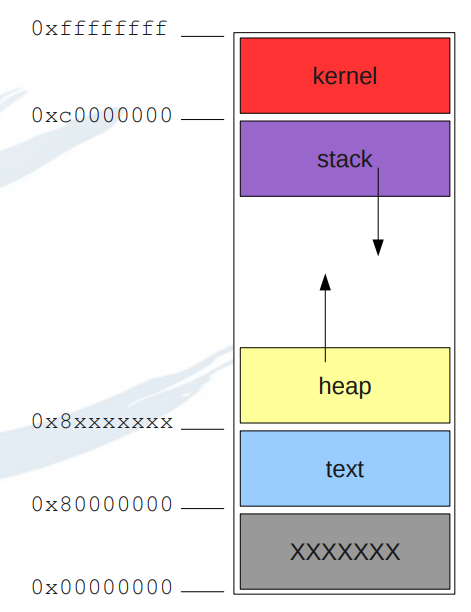 0xffffffff
kernel
0xc0000000
stack
heap
0x8xxxxxxx
text
0x80000000
XXXXXXX
0x00000000